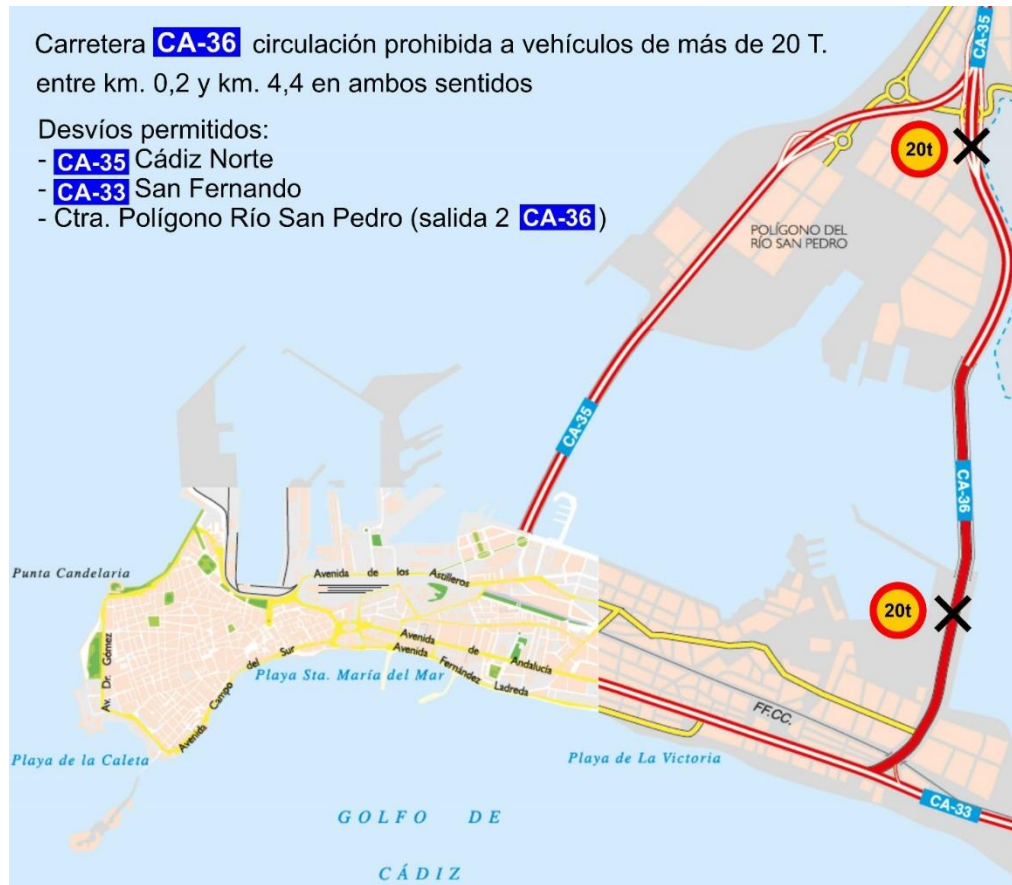 Carretera CA-36 circulación prohibida a vehículos de más de 20 T.
entre km. 0,2 y km. 4,4 en ambos sentidos
Desvíos permitidos:
- CA-35 Cádiz Norte
- CA-33 San Fernando
- Ctra. Polígono Río San Pedro (salida 2 CA-36)
CA-35
20t
POLÍGONO DEL
RÍO SAN PEDRO
CA-35
CA-36
Punta Candelaria
Avenida de los Astilleros
20t
Av. Dr. Gómez
Avenida Campo del Sur
Playa Sta. María del Mar
Avenida de Andalucía
Avenida Fernández Ladreda
FF.CC.
Playa de la Caleta
Playa de La Victoria
CA-33
GOLFO DE
CÁDIZ